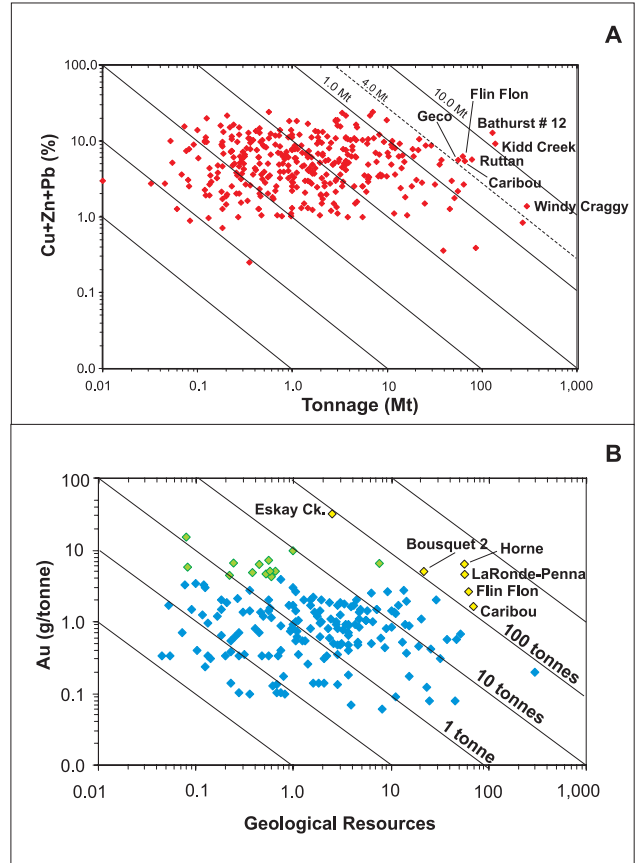 A
100.0
10.0
1.0
0.1
0.0
Cu+Zn+Pb (%)
1.0 Mt
4.0 Mt
10.0 Mt
Flin Flon
Geco
Bathurst # 12
Kidd Creek
Ruttan
Caribou
Windy Craggy
0.01
0.1
1.0
10
100
1,000
Tonnage (Mt)
B
100
10
1.0
0.1
0.0
Au (g/tonne)
Eskay Ck.
Bousquet 2
Horne
LaRonde-Penna
Flin Flon
Caribou
100 tonnes
10 tonnes
1 tonne
0.01
0.1
1.0
10
100
1,000
Geological Resources